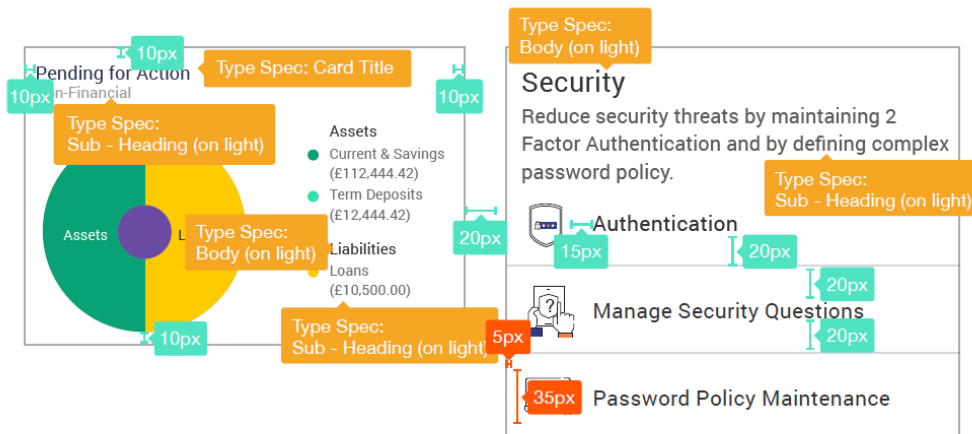 10px
Type Spec: Card Title
Pending for Action
10px
10px
n-Financial
Type Spec:
Sub - Heading (on light)
Assets
Current & Savings
(£112,444.42)
Term Deposits
(£12,444.42)
Assets
L
Type Spec:
Body (on light)
Liabilities
Loans
(£10,500.00)
Type Spec:
Sub - Heading (on light)
10px
20px
Type Spec:
Body (on light)
Security
Reduce security threats by maintaining 2
Factor Authentication and by defining complex
password policy.
Type Spec:
Sub - Heading (on light)
Authentication
15px
20px
20px
?
Manage Security Questions
20px
5px
35px
Password Policy Maintenance